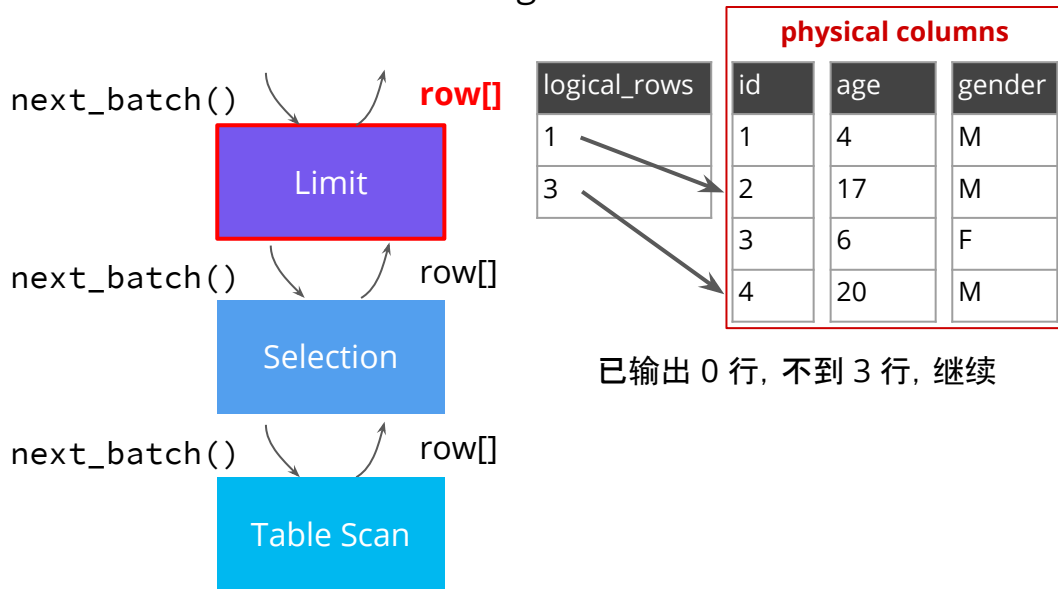 physical columns
next_batch()
row[]
Limit
next_batch()
row[]
Selection
next_batch()
row[]
Table Scan
logical_rows
1
3
id age gender
1 4 M
2 17 M
3 6 F
4 20 M
已输出 0 行, 不到 3 行, 继续